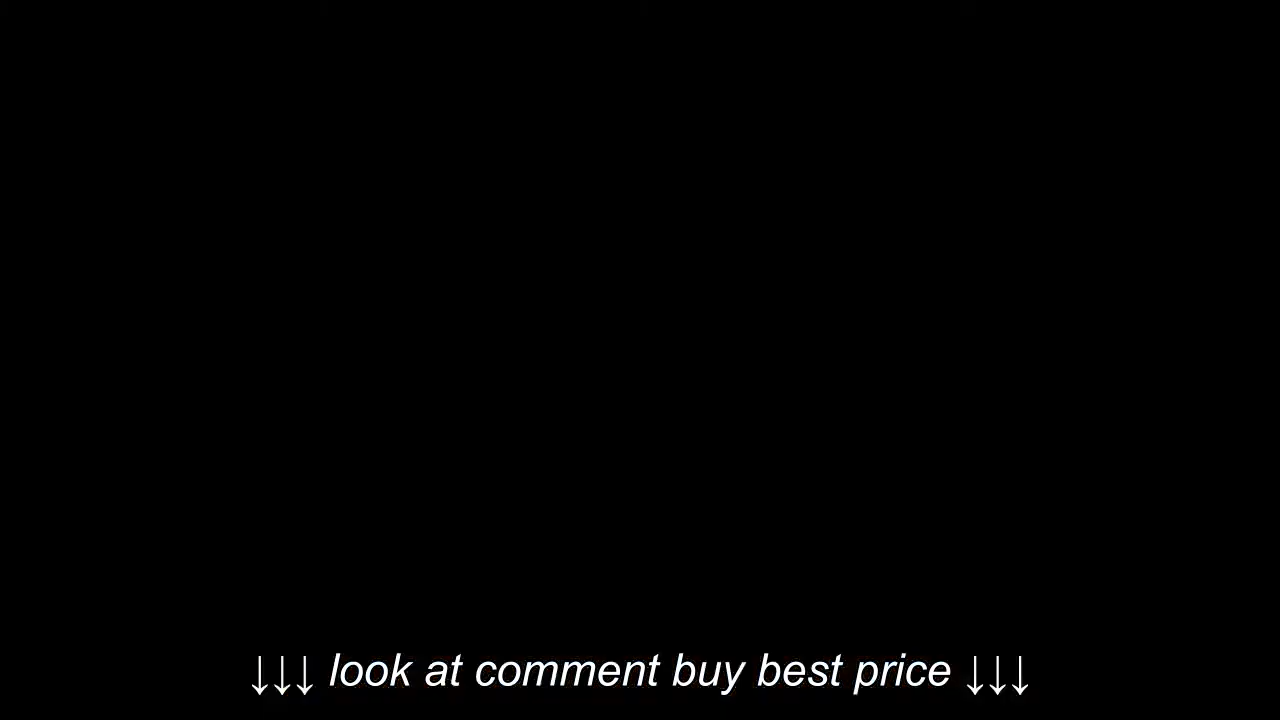 ↓↓↓ look at comment buy best price ↓↓↓